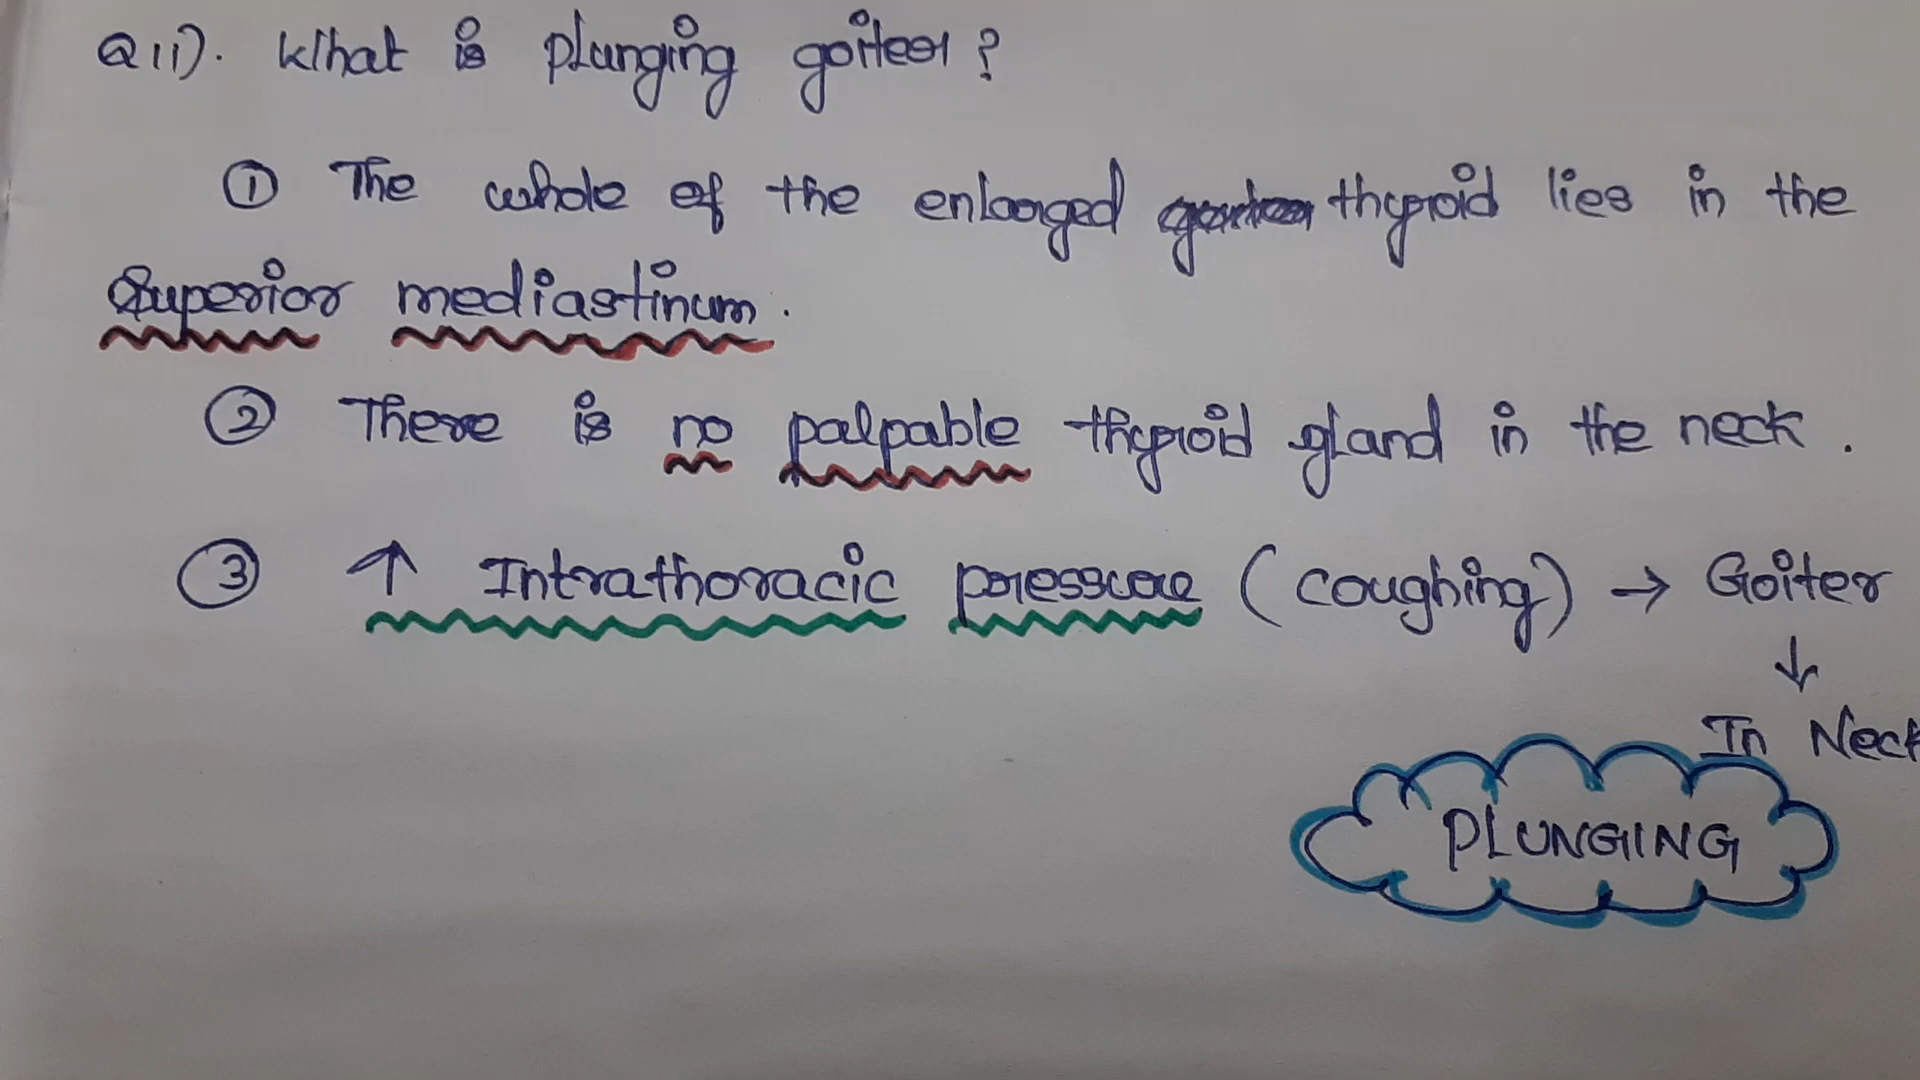 Q11). What is plunging goiter?
① The whole of the enlarged thyroid lies in the
Superior mediastinum.
② There is no palpable thyroid gland in the neck.
③ ↑ Intrathoracic pressure (coughing) → Goiter
↓
In Neck
PLUNGING